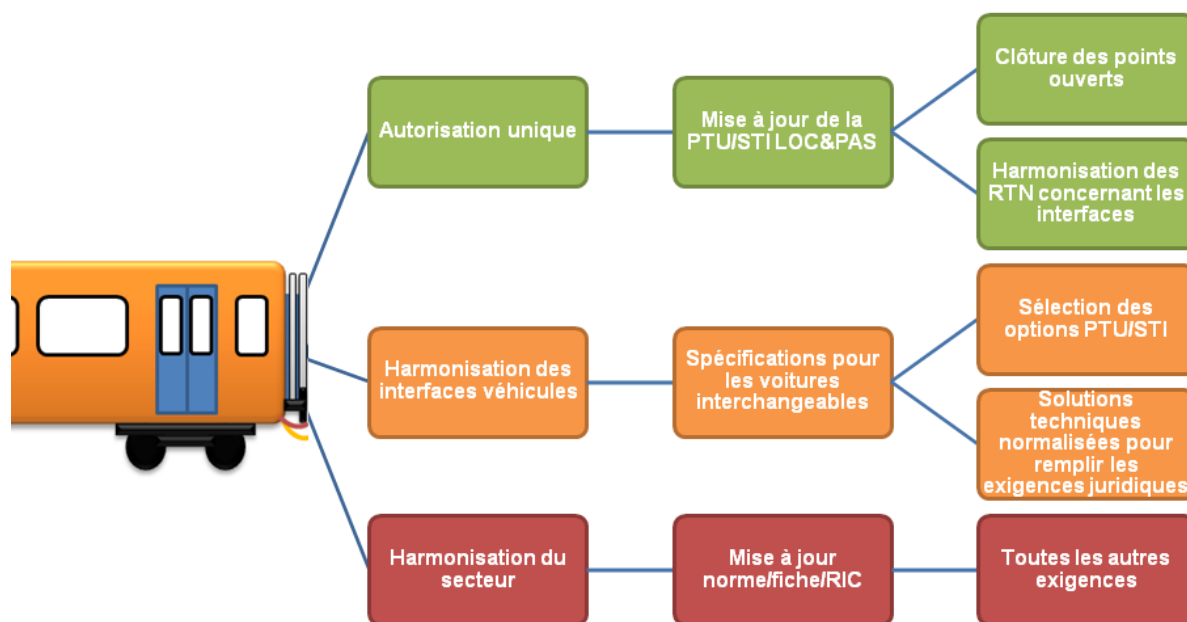 Autorisation unique
Mise à jour de la
PTU/STI LOC&PAS
Clôture des points
ouverts
Harmonisation des
RTN concernant les
interfaces
Harmonisation des
interfaces véhicules
Spécifications pour
les voitures
interchangeables
Sélection des
options PTU/STI
Solutions
techniques
normalisées pour
remplir les
exigences juridiques
Harmonisation du
secteur
Mise à jour
norme/fiche/RIC
Toutes les autres
exigences